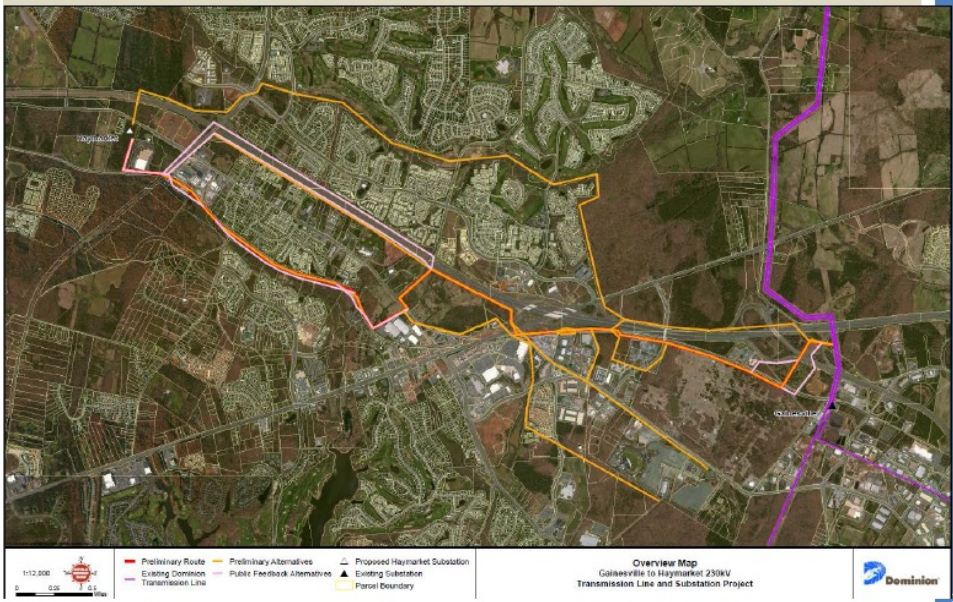 Haymarket
Gainesville
1:12,000
0 0.25 0.5
Miles
Preliminary Route
Existing Dominion
Transmission Line
Preliminary Alternatives
Public Feedback Alternatives
Proposed Haymarket Substation
Existing Substation
Parcel Boundary
Overview Map
Gainesville to Haymarket 230kV
Transmission Line and Substation Project
Dominion